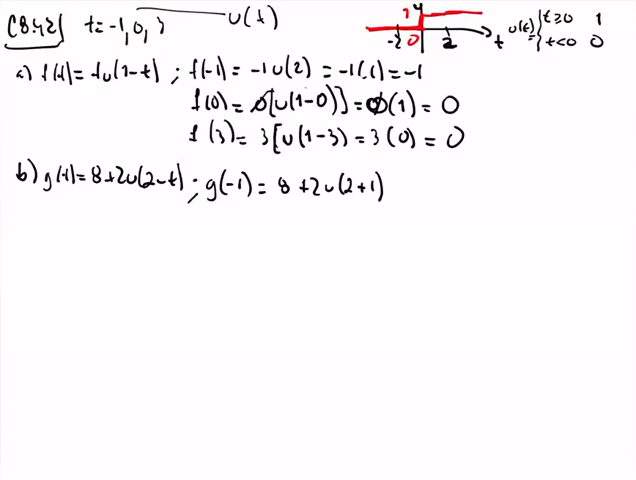 C8.42 t=-1,0,3 u(t) 1 -2 0 2 t u(t)= { t≥0 1
t<0 0
a) f(t)= tu(1-t) ; f(-1) = -1u(2) = -1(1) = -1
f(0) = 0[u(1-0)] = 0(1) = 0
f(3) = 3[u(1-3) = 3(0) = 0
b) g(t)= 8+2u(2-t) ; g(-1) = 8 +2u(2+1)